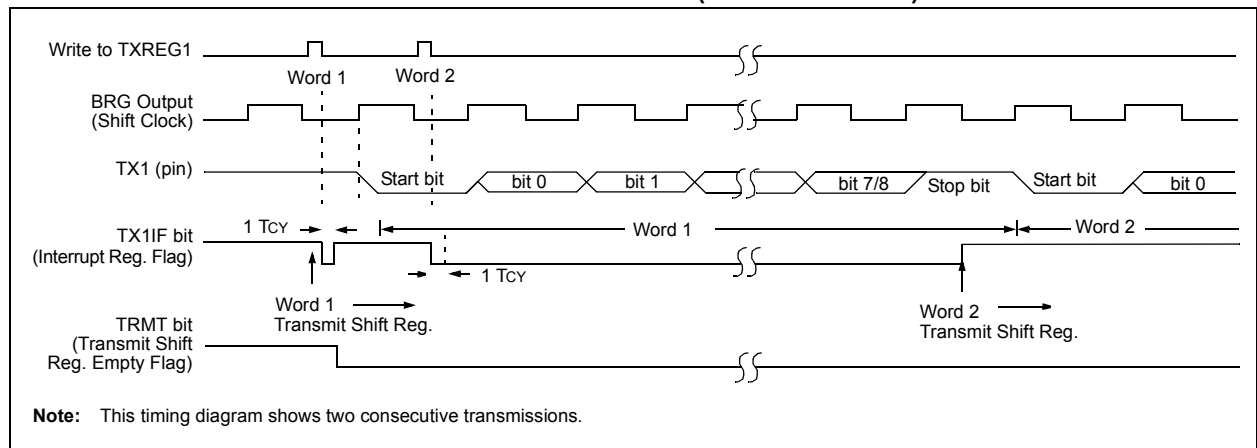 Write to TXREG1
Word 1
Word 2
BRG Output
(Shift Clock)
TX1 (pin)
Start bit
bit 0
bit 1
bit 7/8
Stop bit
Start bit
bit 0
1 TCY
Word 1
Word 2
TX1IF bit
(Interrupt Reg. Flag)
1 TCY
Word 1
Transmit Shift Reg.
Word 2
Transmit Shift Reg.
TRMT bit
(Transmit Shift
Reg. Empty Flag)
Note: This timing diagram shows two consecutive transmissions.